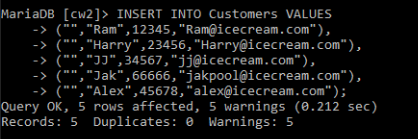 MariaDB [cw2]> INSERT INTO Customers VALUES
    -> ("","Ram",12345,"Ram@icecream.com"),
    -> ("","Harry",23456,"Harry@icecream.com"),
    -> ("","JJ",34567,"jj@icecream.com"),
    -> ("","Jak",66666,"jakpool@icecream.com"),
    -> ("","Alex",45678,"alex@icecream.com");
Query OK, 5 rows affected, 5 warnings (0.212 sec)
Records: 5  Duplicates: 0  Warnings: 5